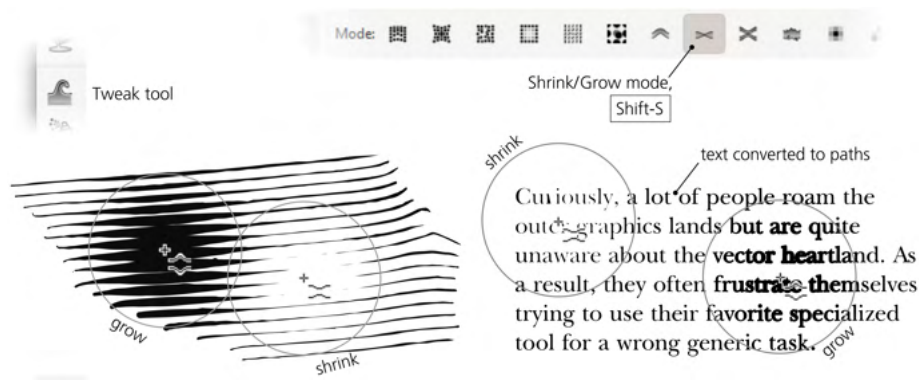 Mode:
Tweak tool
Shrink/Grow mode,
Shift-S
shrink
text converted to paths
Curiously, a lot of people roam the
outer graphics lands but are quite
unaware about the vector heartland. As
a result, they often frustrate themselves
trying to use their favorite specialized
tool for a wrong generic task.
grow
shrink
grow